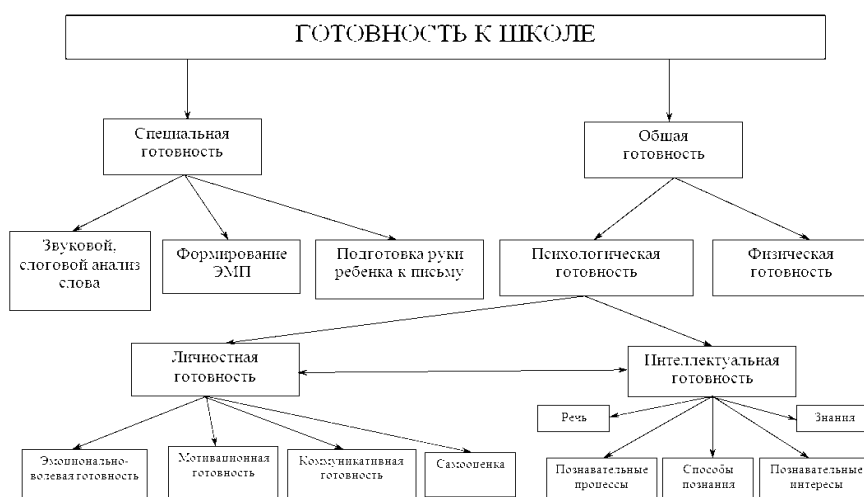 ГОТОВНОСТЬ К ШКОЛЕ
Специальная
готовность
Общая
готовность
Звуковой,
слоговой анализ
слова
Формирование
ЭМП
Подготовка руки
ребенка к письму
Психологическая
готовность
Физическая
готовность
Личностная
готовность
Интеллектуальная
готовность
Речь
Знания
Эмоционально-
волевая готовность
Мотивационная
готовность
Коммуникативная
готовность
Самооценка
Познавательные
процессы
Способы
познания
Познавательные
интересы